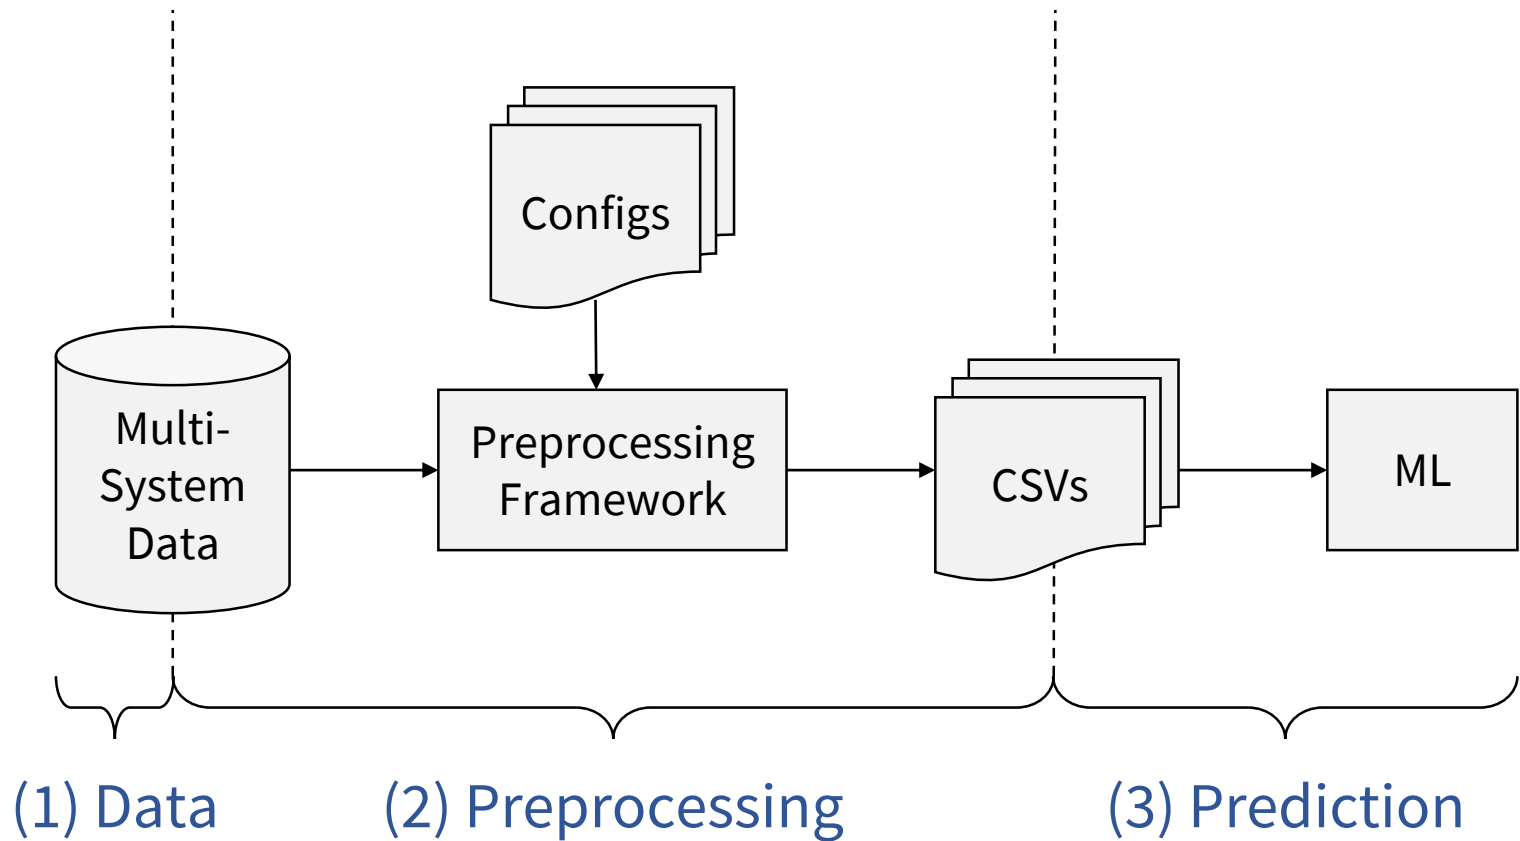 Configs
Multi-
System
Data
Preprocessing
Framework
CSVs
ML
(1) Data
(2) Preprocessing
(3) Prediction